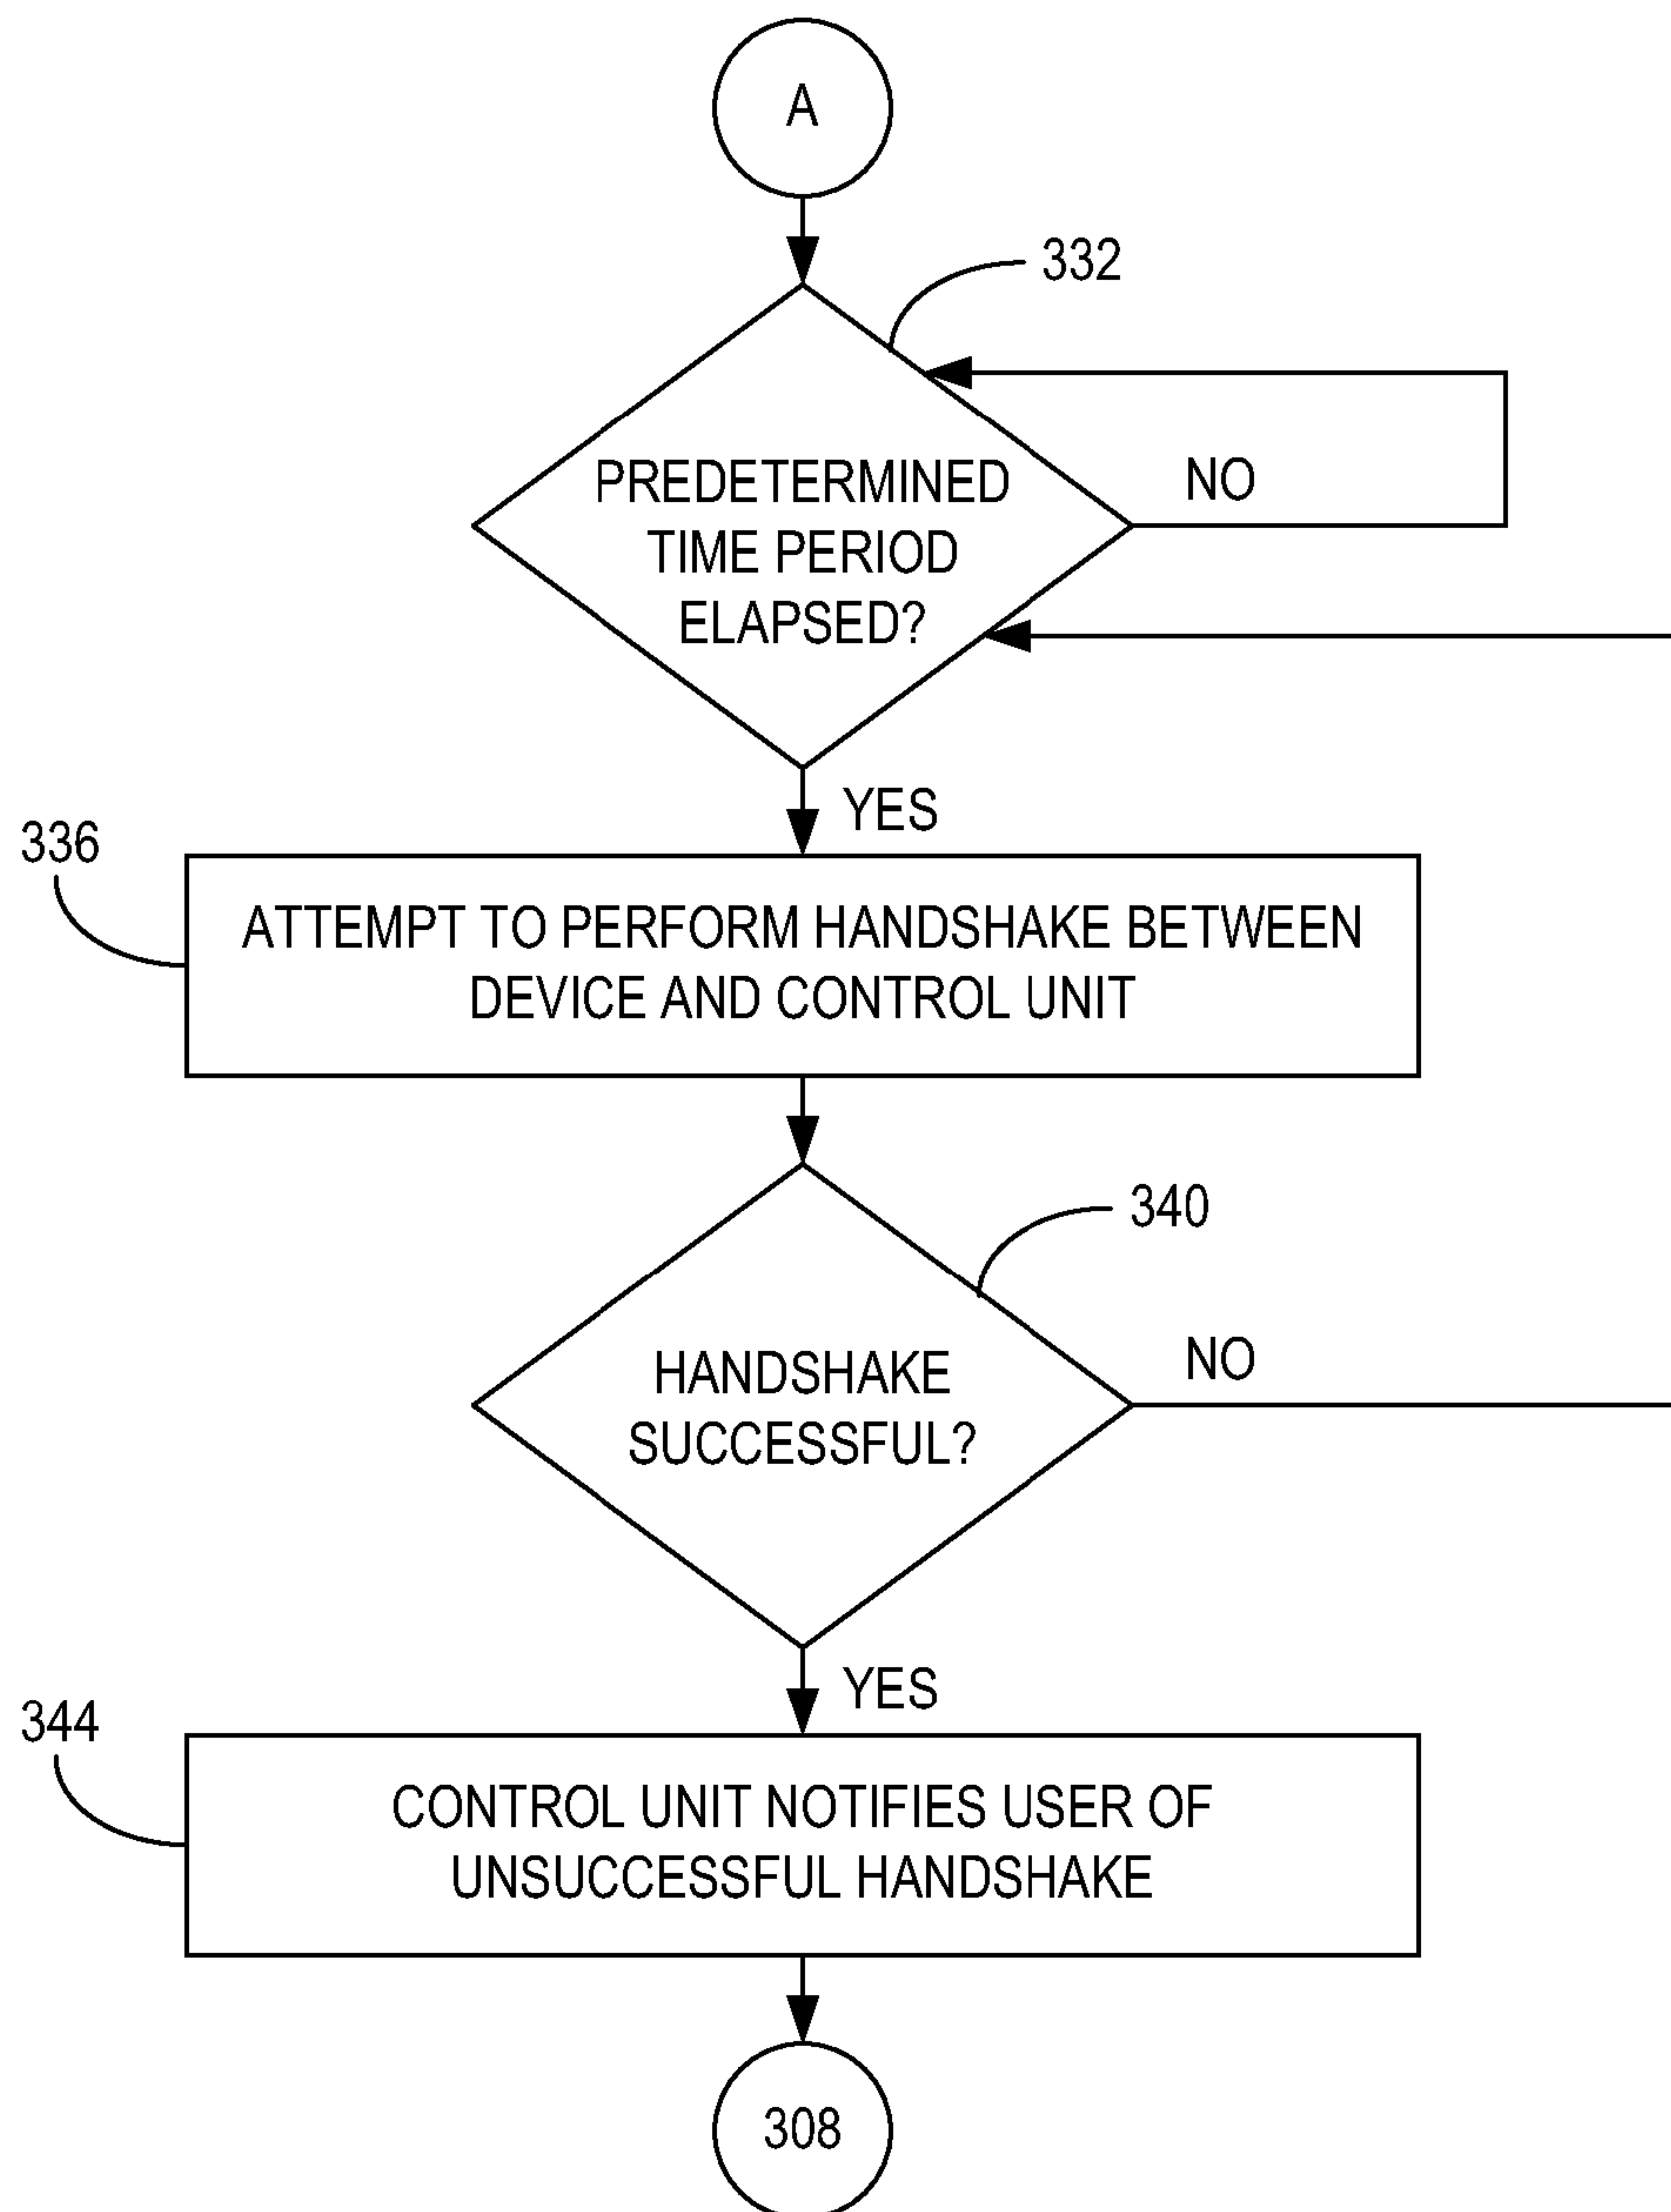 A
332
PREDETERMINED
TIME PERIOD
ELAPSED?
NO
YES
336
ATTEMPT TO PERFORM HANDSHAKE BETWEEN
DEVICE AND CONTROL UNIT
340
HANDSHAKE
SUCCESSFUL?
NO
YES
344
CONTROL UNIT NOTIFIES USER OF
UNSUCCESSFUL HANDSHAKE
308